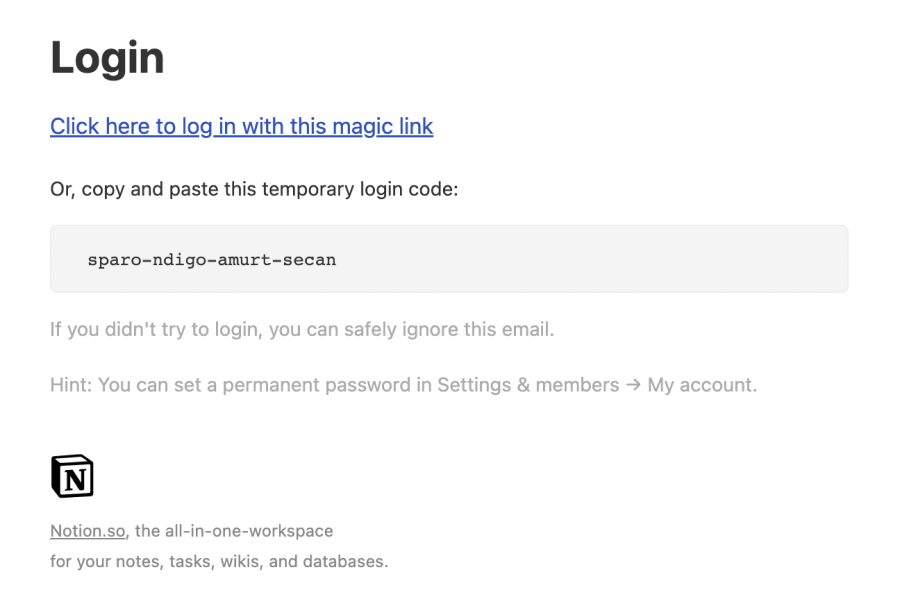 Login
Click here to log in with this magic link
Or, copy and paste this temporary login code:
sparo-ndigo-amurt-secan
If you didn't try to login, you can safely ignore this email.
Hint: You can set a permanent password in Settings & members → My account.
N
Notion.so, the all-in-one-workspace
for your notes, tasks, wikis, and databases.